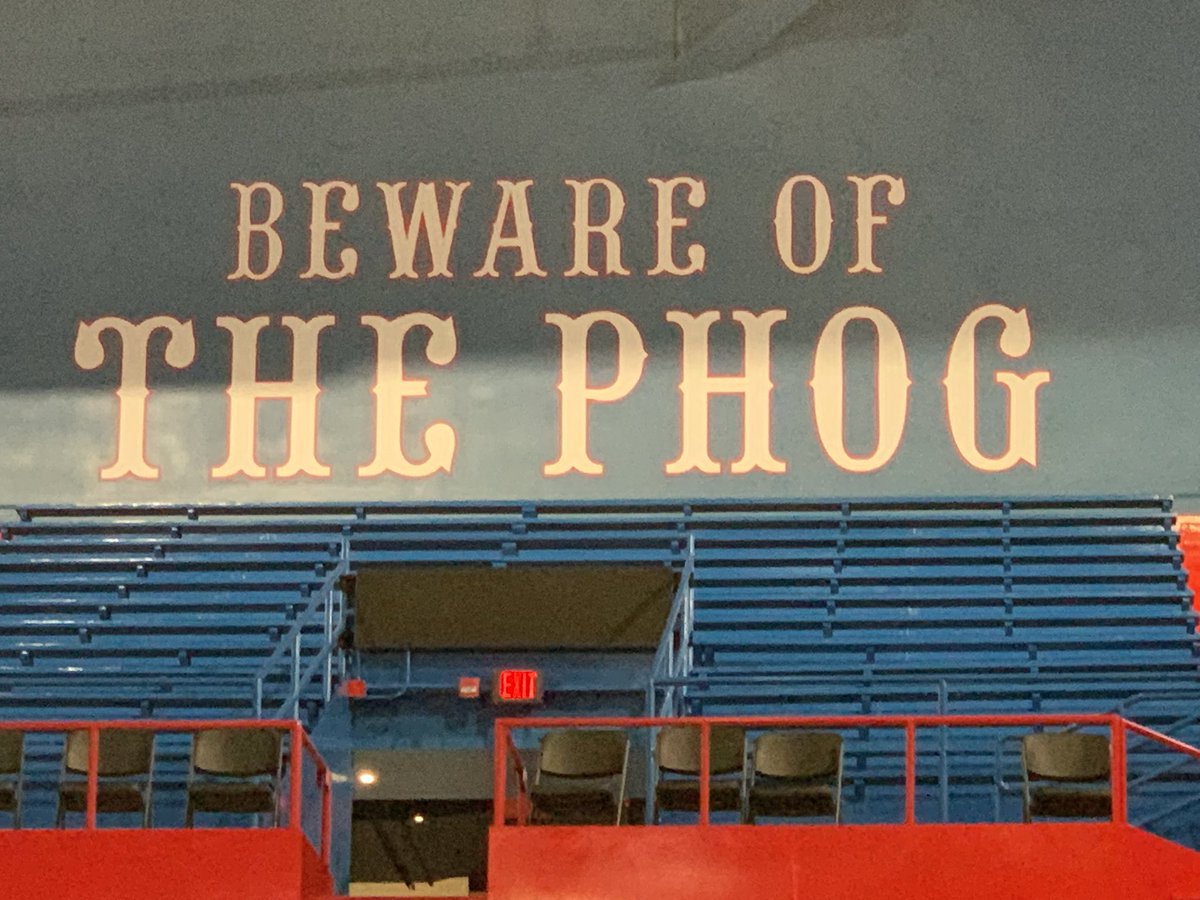 BEWARE OF
THE PHOG
EXIT